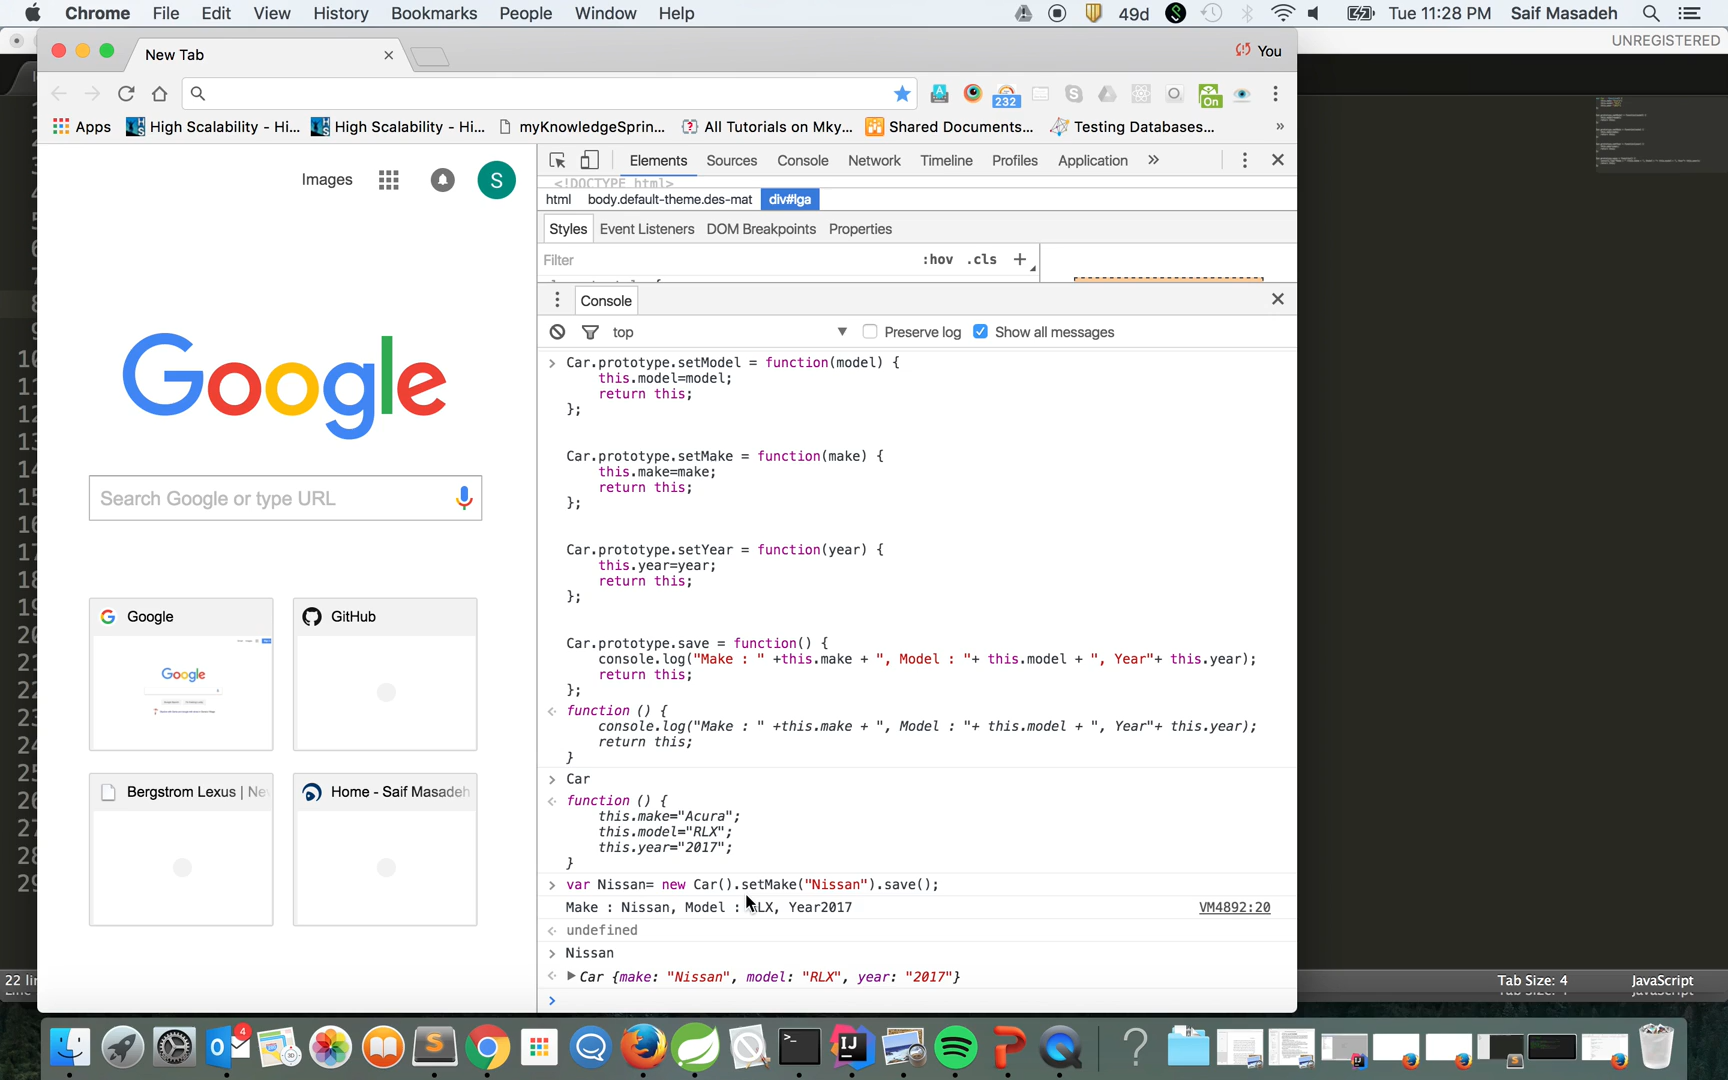 Chrome File Edit View History Bookmarks People Window Help 49d Tue 11:28 PM Saif Masadeh
UNREGISTERED
New Tab
You
232
On
Apps High Scalability - Hi... High Scalability - Hi... myKnowledgeSprin... All Tutorials on Mky... Shared Documents... Testing Databases... »
Images S
Elements Sources Console Network Timeline Profiles Application »
<!DOCTYPE html>
html body.default-theme.des-mat div#lga
Styles Event Listeners DOM Breakpoints Properties
Filter :hov .cls +
Console
top Preserve log Show all messages
Car.prototype.setModel = function(model) {
this.model=model;
return this;
};
Car.prototype.setMake = function(make) {
this.make=make;
return this;
};
Car.prototype.setYear = function(year) {
this.year=year;
return this;
};
Car.prototype.save = function() {
console.log("Make : " +this.make + ", Model : "+ this.model + ", Year"+ this.year);
return this;
};
function () {
console.log("Make : " +this.make + ", Model : "+ this.model + ", Year"+ this.year);
return this;
}
Car
function () {
this.make="Acura";
this.model="RLX";
this.year="2017";
}
var Nissan= new Car().setMake("Nissan").save();
Make : Nissan, Model : RLX, Year2017 VM4892:20
undefined
Nissan
Car {make: "Nissan", model: "RLX", year: "2017"}
Google
Search Google or type URL
Google GitHub
Google
Bergstrom Lexus | Ne Home - Saif Masadeh
22 li Tab Size: 4 JavaScript
4